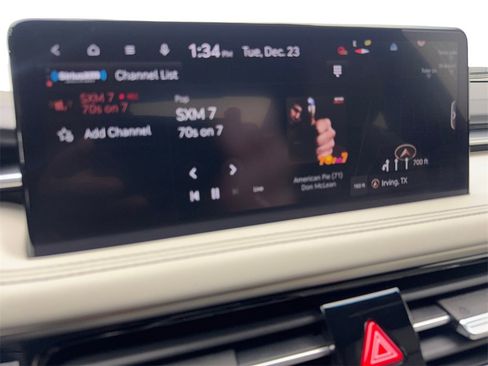 1:34 PM Tue, Dec. 23
SiriusXM Channel List
SXM 7
70s on 7
Add Channel
Pop
SXM 7
70s on 7
Live
American Pie (71)
Don McLean
700 ft
Irving, TX